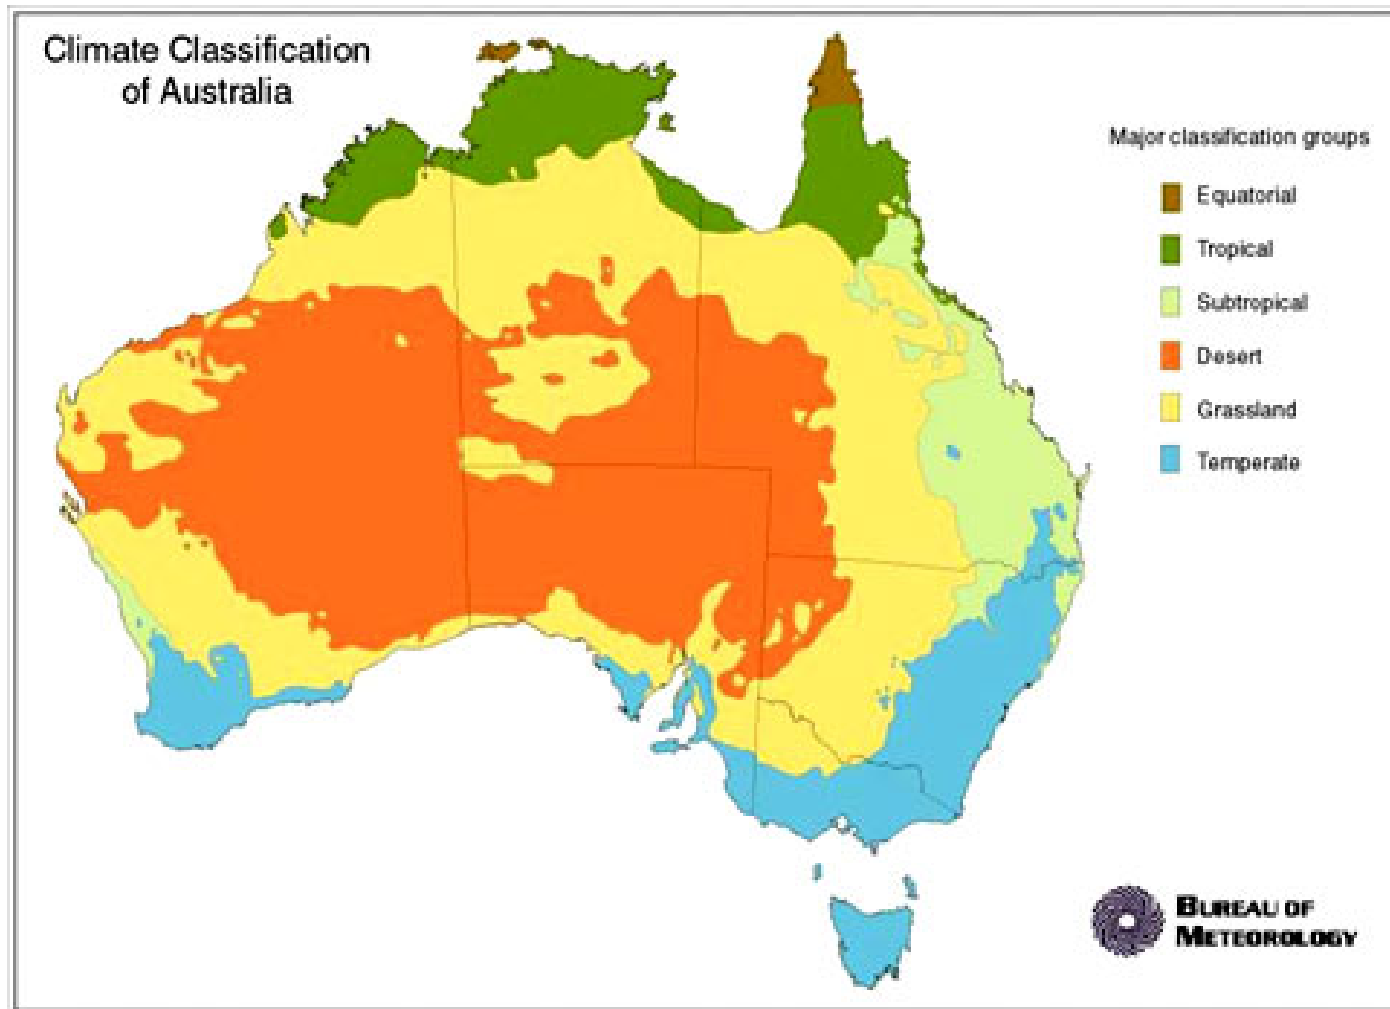 Climate Classification
of Australia
Major classification groups
Equatorial
Tropical
Subtropical
Desert
Grassland
Temperate
BUREAU OF
METEOROLOGY